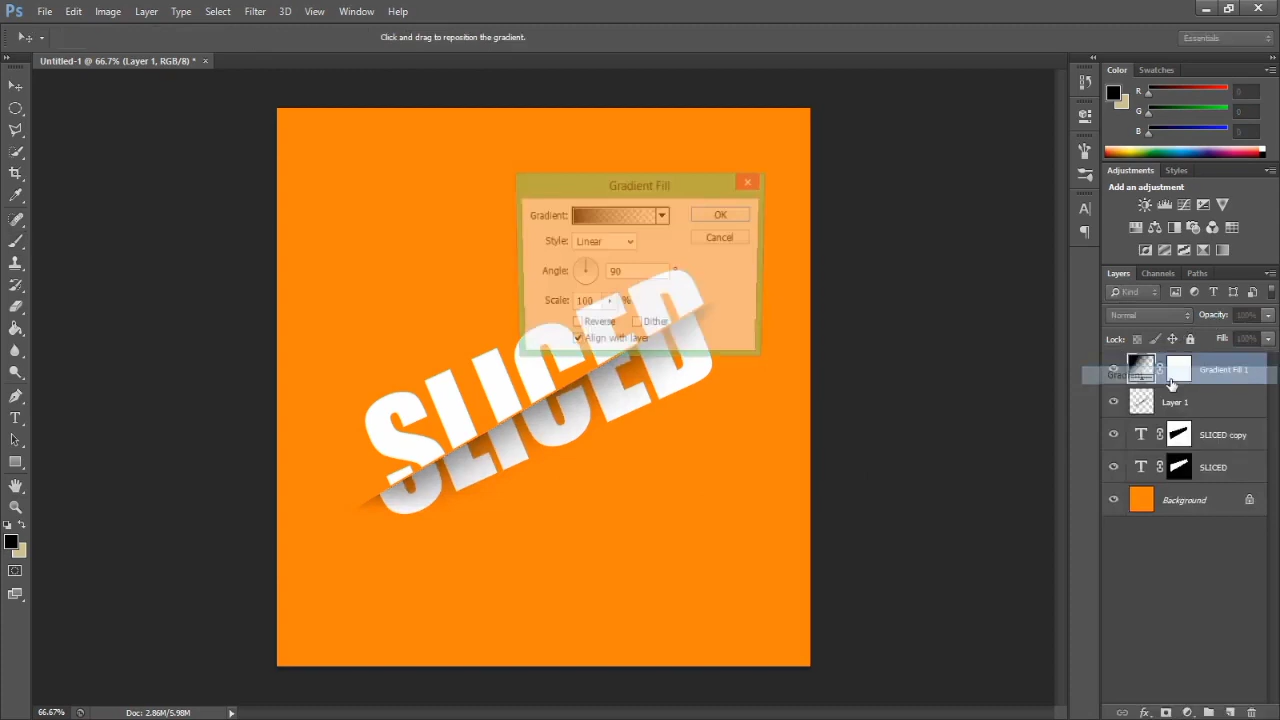 Ps File Edit Image Layer Type Select Filter 3D View Window Help
Click and drag to reposition the gradient. Essentials
Untitled-1 @ 66.7% (Layer 1, RGB/8) * ×
Color Swatches
R 0
G 0
B 0
Adjustments Styles
Add an adjustment
Layers Channels Paths
Kind
Normal Opacity: 100%
Lock: Fill: 100%
Gradient Fill 1
Layer 1
T SLICED copy
T SLICED
Background
Gradient Fill
Gradient: OK
Style: Linear Cancel
Angle: 90 °
Scale: 100 %
Reverse Dither
Align with layer
SLICED
SLICED
66.67% Doc: 2.86M/5.98M